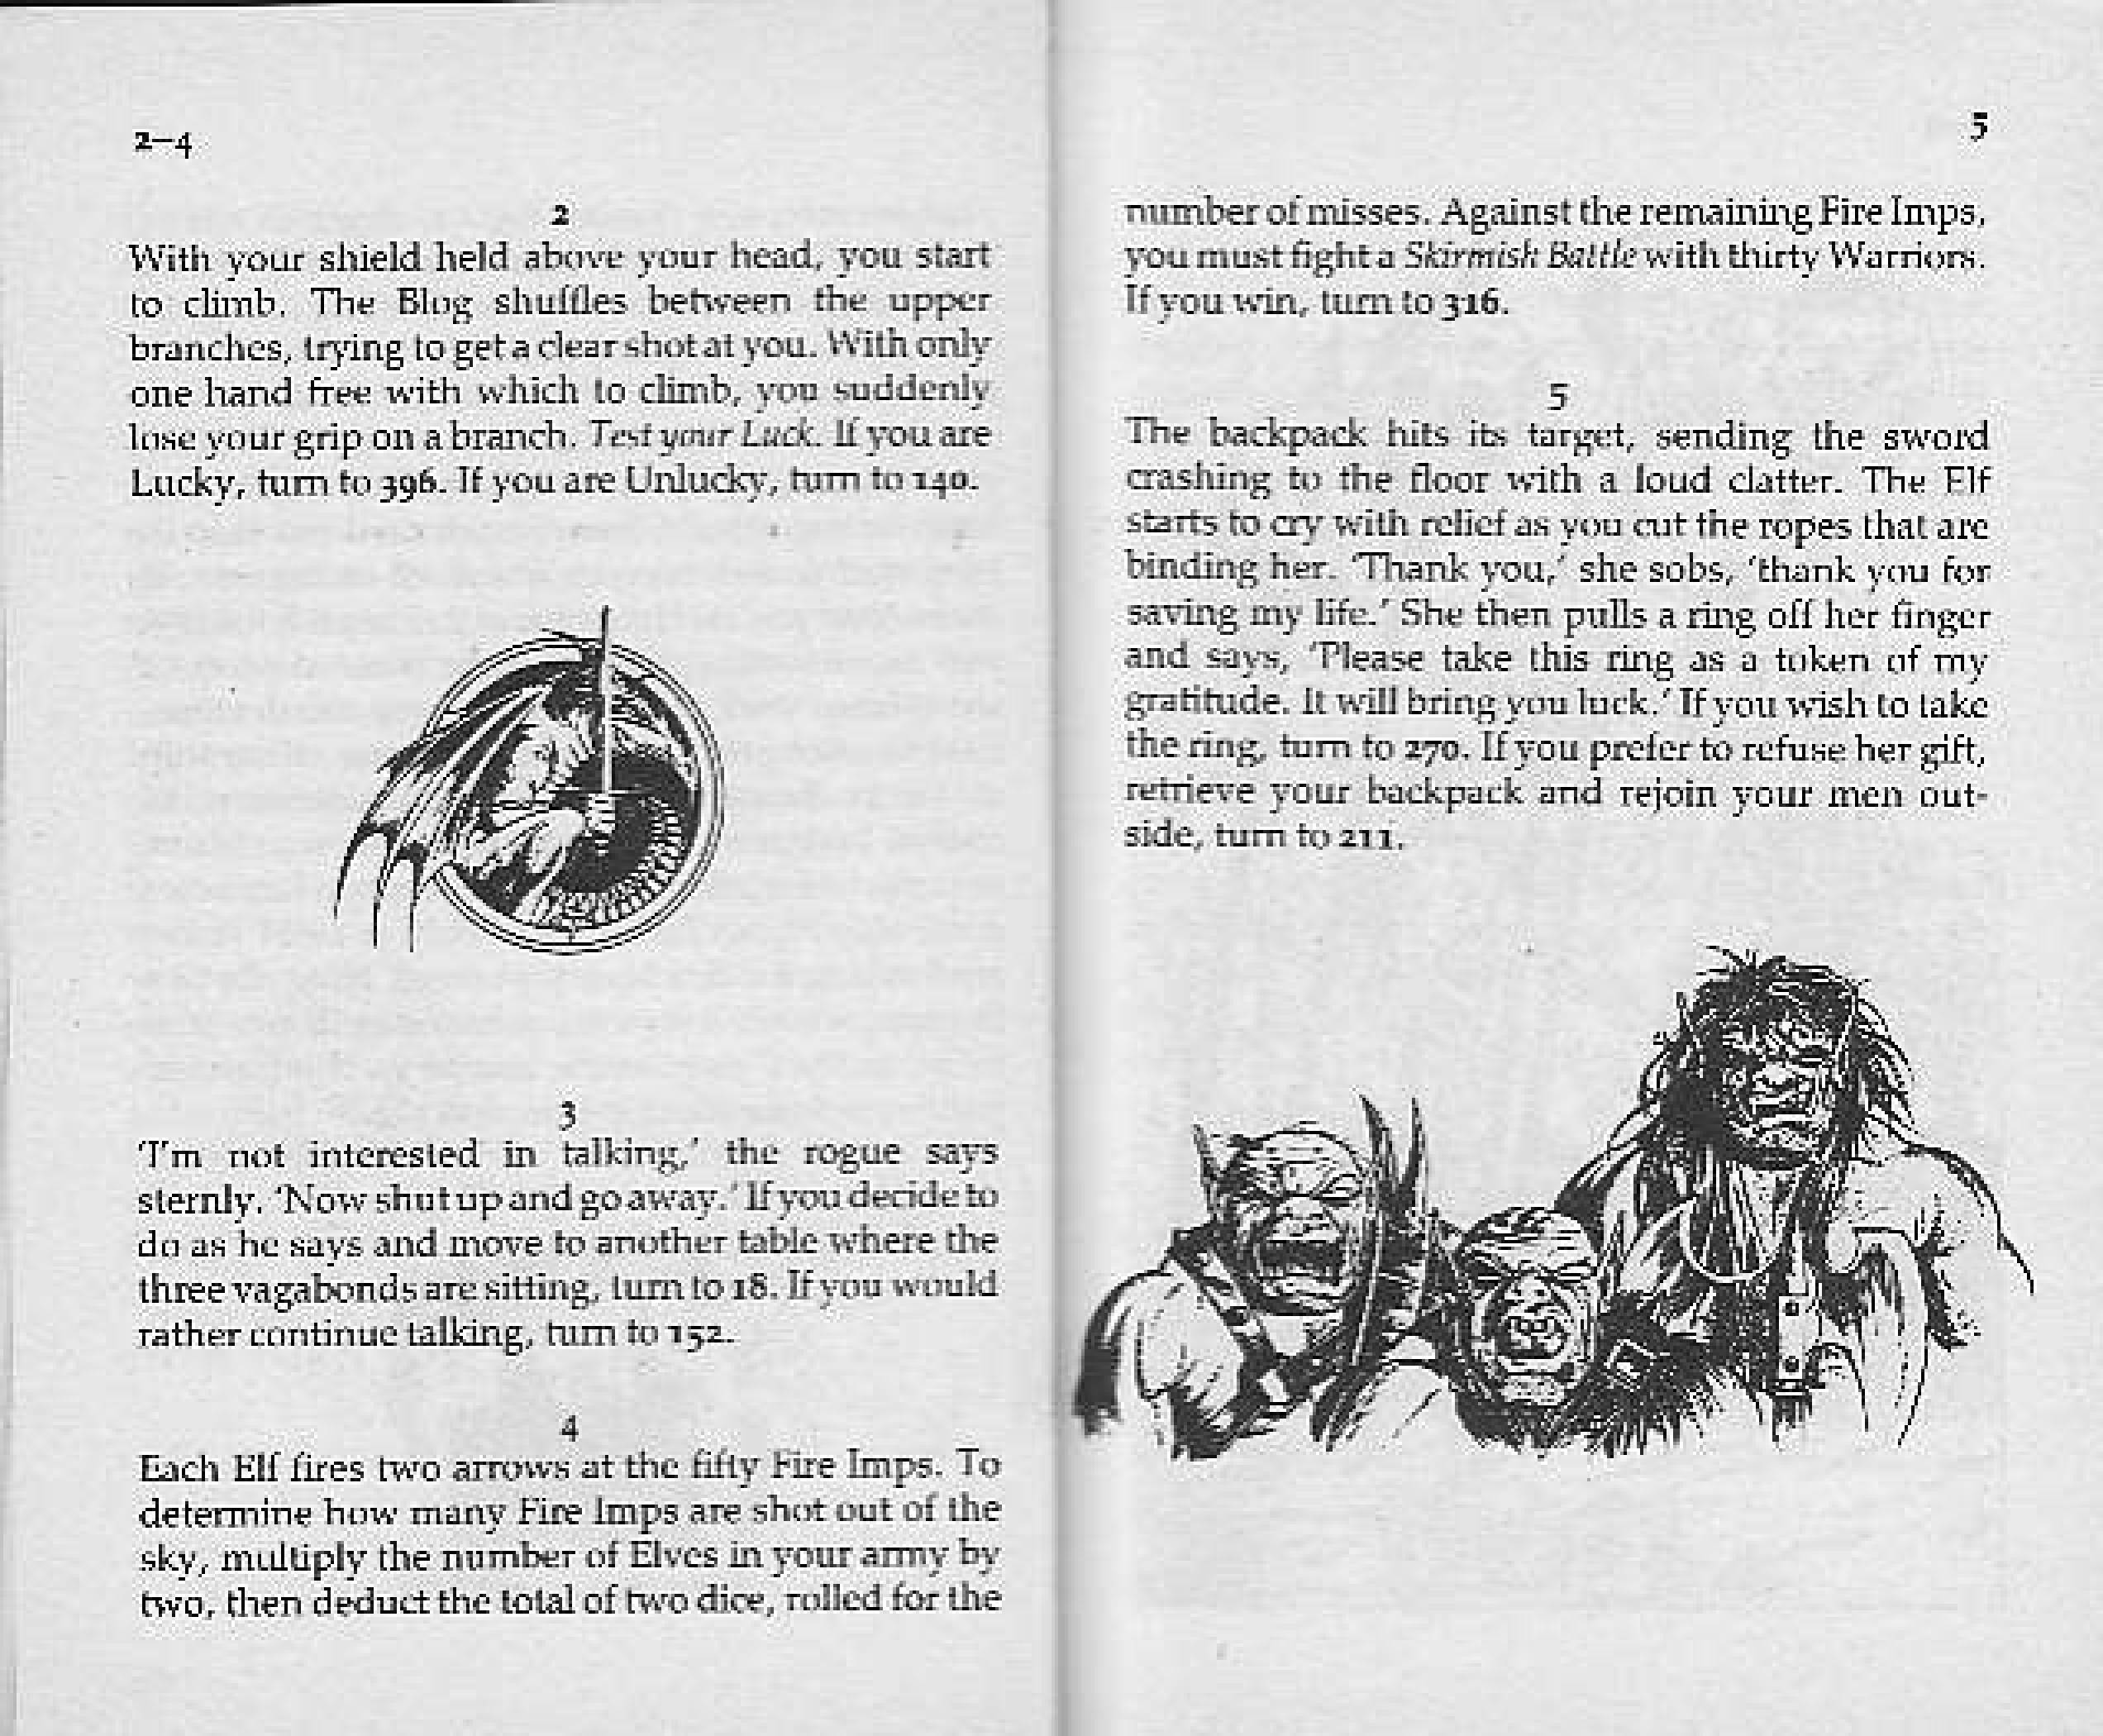 2–4
2
With your shield held above your head, you start
to climb. The Blog shuffles between the upper
branches, trying to get a clear shot at you. With only
one hand free with which to climb, you suddenly
lose your grip on a branch. Test your Luck. If you are
Lucky, turn to 396. If you are Unlucky, turn to 140.
3
'I'm not interested in talking,' the rogue says
sternly. 'Now shut up and go away.' If you decide to
do as he says and move to another table where the
three vagabonds are sitting, turn to 18. If you would
rather continue talking, turn to 152.
4
Each Elf fires two arrows at the fifty Fire Imps. To
determine how many Fire Imps are shot out of the
sky, multiply the number of Elves in your army by
two, then deduct the total of two dice, rolled for the
5
number of misses. Against the remaining Fire Imps,
you must fight a Skirmish Battle with thirty Warriors.
If you win, turn to 316.
5
The backpack hits its target, sending the sword
crashing to the floor with a loud clatter. The Elf
starts to cry with relief as you cut the ropes that are
binding her. 'Thank you,' she sobs, 'thank you for
saving my life.' She then pulls a ring off her finger
and says, 'Please take this ring as a token of my
gratitude. It will bring you luck.' If you wish to take
the ring, turn to 270. If you prefer to refuse her gift,
retrieve your backpack and rejoin your men out-
side, turn to 211.